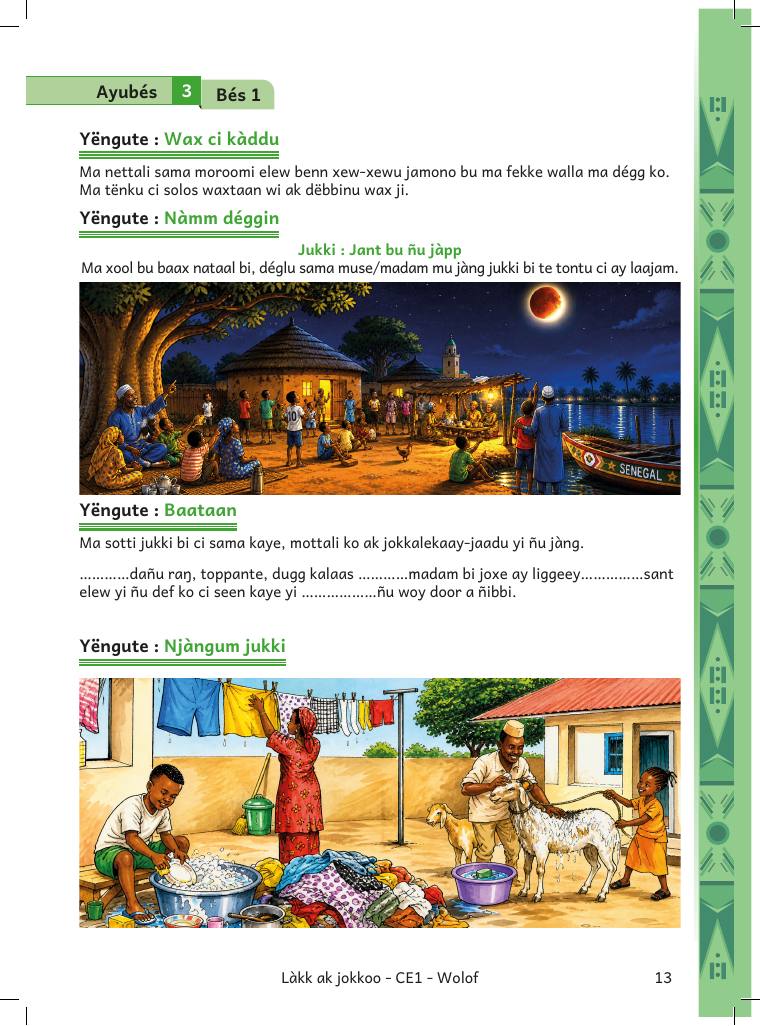 Ayubés 3 Bés 1
Yëngute : Wax ci kàddu
Ma nettali sama moroomi elew benn xew-xewu jamono bu ma fekke walla ma dégg ko.
Ma tënku ci solos waxtaan wi ak dëbbinu wax ji.
Yëngute : Nàmm déggin
Jukki : Jant bu ñu jàpp
Ma xool bu baax nataal bi, déglu sama muse/madam mu jàng jukki bi te tontu ci ay laajam.
10
SENEGAL
Yëngute : Baataan
Ma sotti jukki bi ci sama kaye, mottali ko ak jokkalekaay-jaadu yi ñu jàng.
…………dañu raŋ, toppante, dugg kalaas …………madam bi joxe ay liggeey……………sant
elew yi ñu def ko ci seen kaye yi ………………ñu woy door a ñibbi.
Yëngute : Njàngum jukki
Làkk ak jokkoo - CE1 - Wolof 13